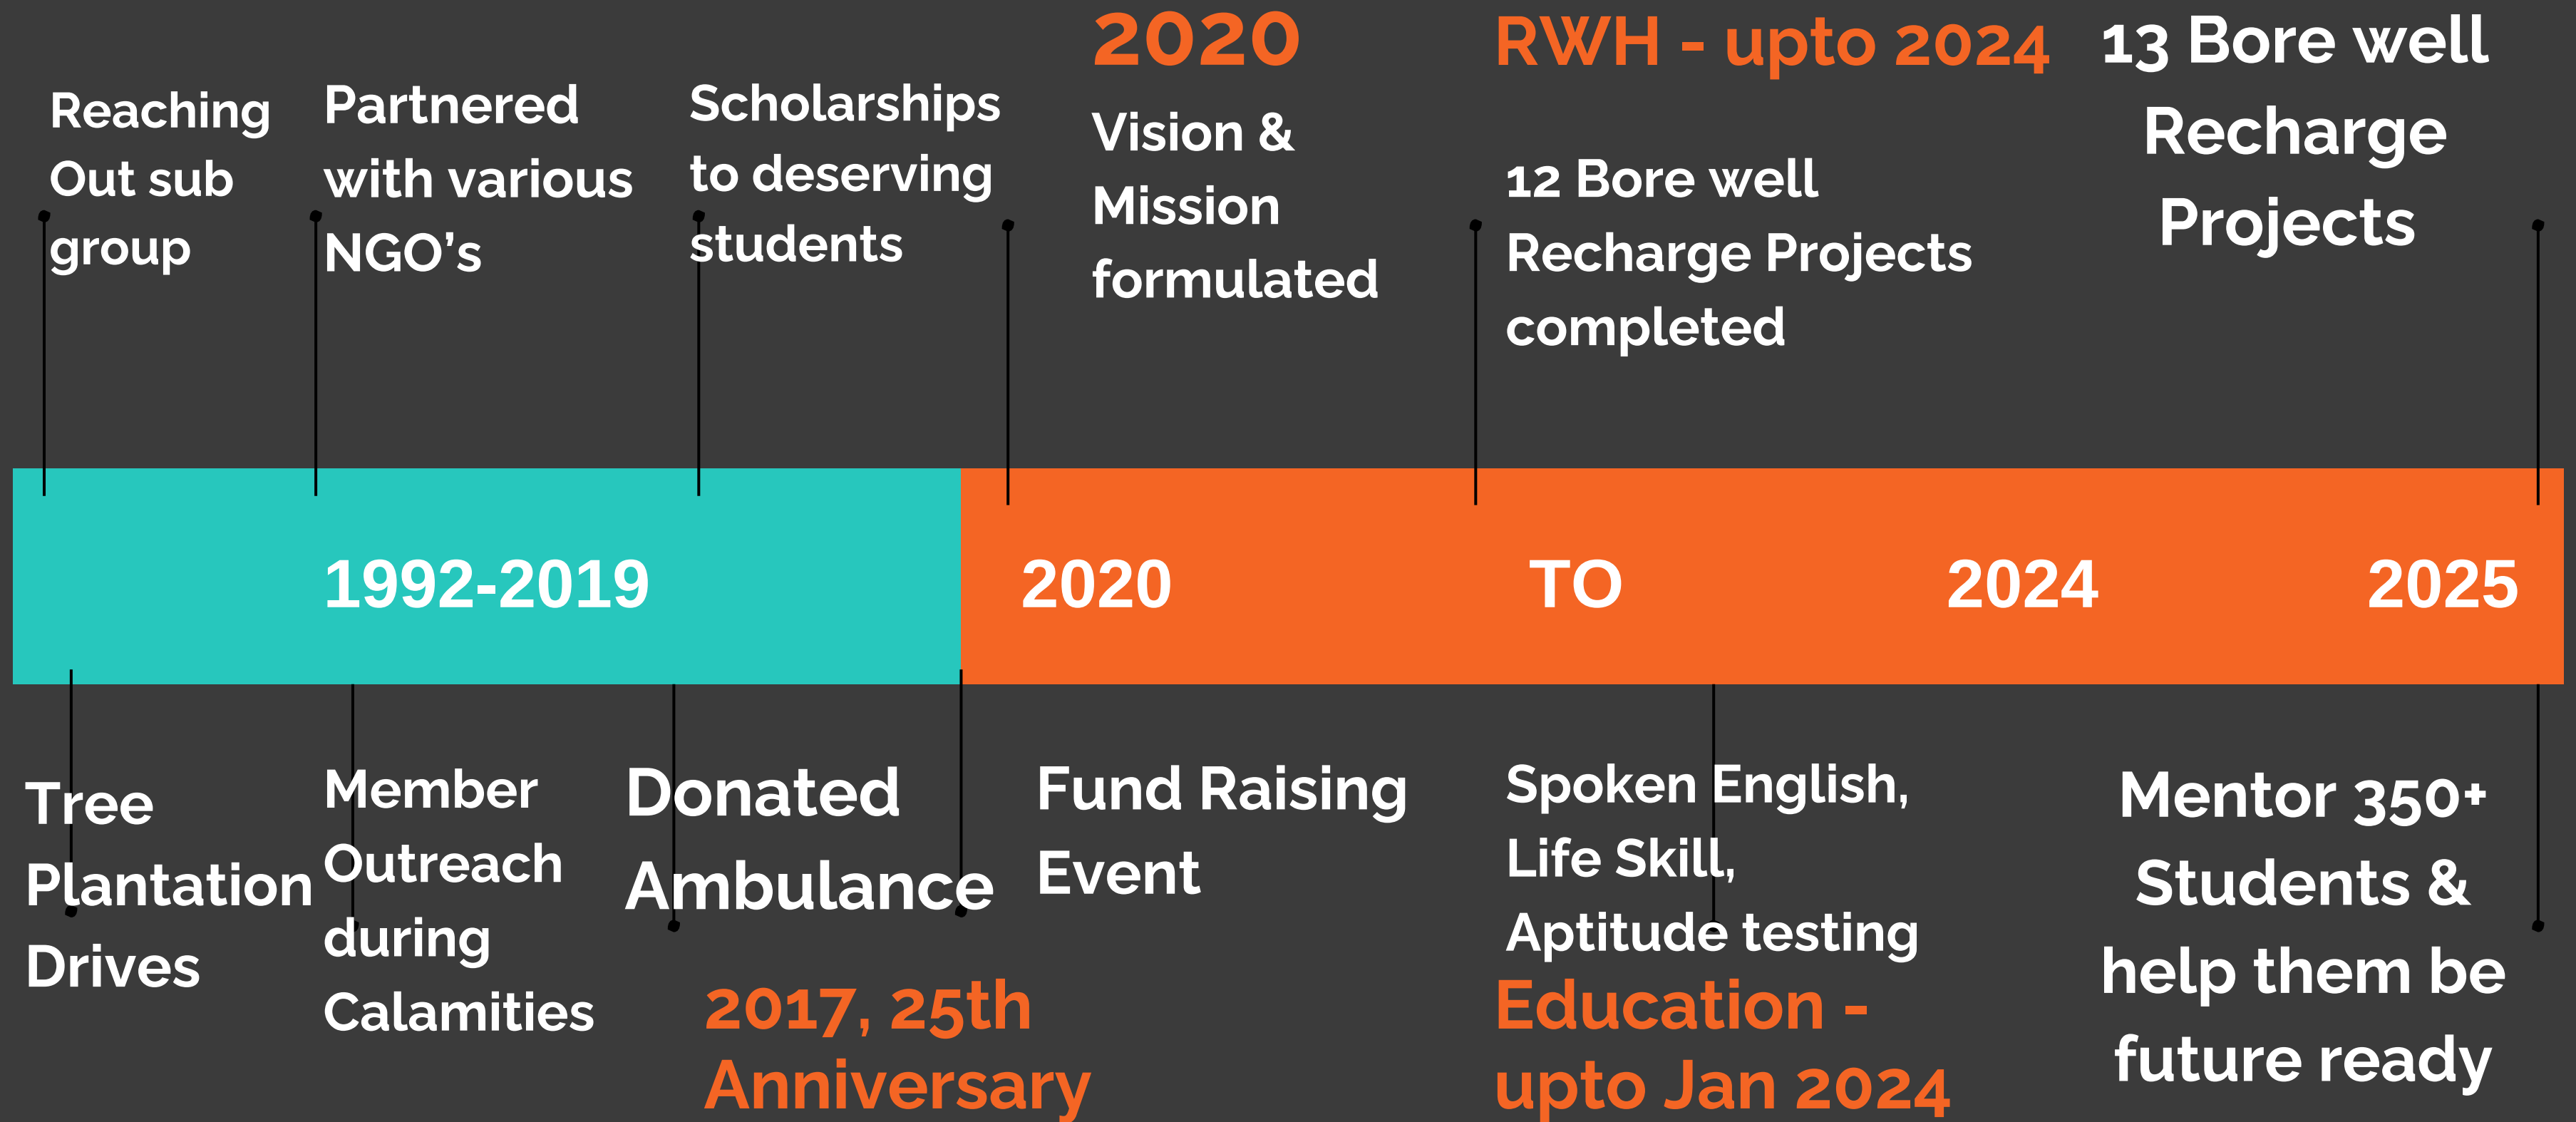 Reaching
Out sub
group
Partnered
with various
NGO’s
Scholarships
to deserving
students
2020
Vision &
Mission
formulated
RWH - upto 2024
12 Bore well
Recharge Projects
completed
13 Bore well
Recharge
Projects
1992-2019
2020
TO
2024
2025
Tree
Plantation
Drives
Member
Outreach
during
Calamities
Donated
Ambulance
2017, 25th
Anniversary
Fund Raising
Event
Spoken English,
Life Skill,
Aptitude testing
Education -
upto Jan 2024
Mentor 350+
Students &
help them be
future ready